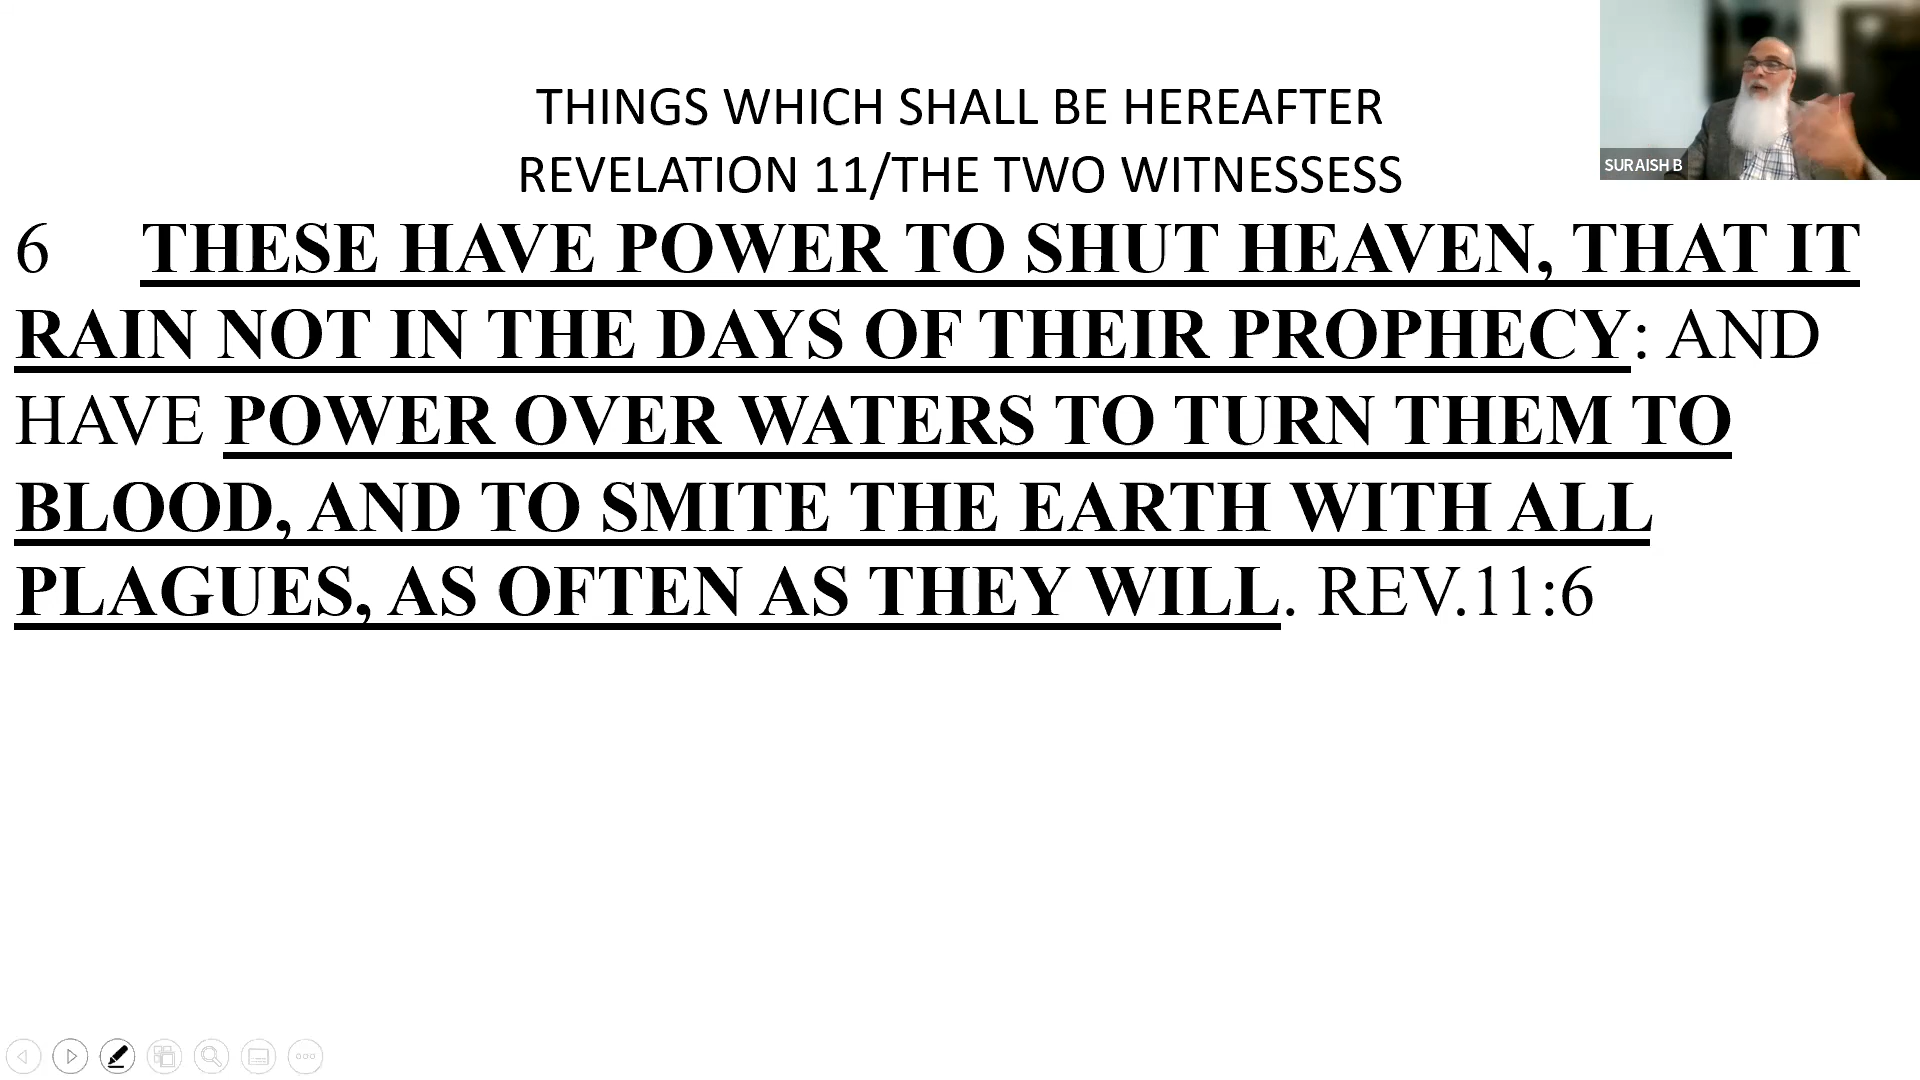 THINGS WHICH SHALL BE HEREAFTER
REVELATION 11/THE TWO WITNESSESS
SURAISH B
6 THESE HAVE POWER TO SHUT HEAVEN, THAT IT
RAIN NOT IN THE DAYS OF THEIR PROPHECY: AND
HAVE POWER OVER WATERS TO TURN THEM TO
BLOOD, AND TO SMITE THE EARTH WITH ALL
PLAGUES, AS OFTEN AS THEY WILL. REV.11:6